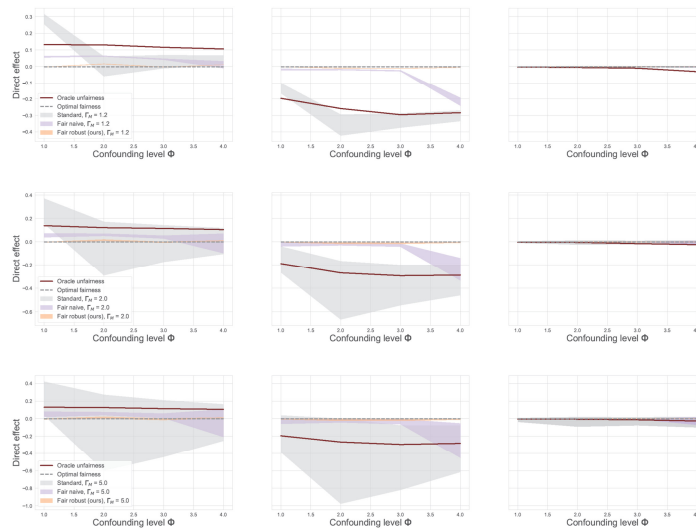 0.3
0.2
0.1
0.0
−0.1
−0.2
−0.3
−0.4
Direct effect
Oracle unfairness
Optimal fairness
Standard, Γ_M = 1.2
Fair naive, Γ_M = 1.2
Fair robust (ours), Γ_M = 1.2
1.0 1.5 2.0 2.5 3.0 3.5 4.0
Confounding level Φ
Direct effect
1.0 1.5 2.0 2.5 3.0 3.5 4.0
Confounding level Φ
Direct effect
1.0 1.5 2.0 2.5 3.0 3.5 4.
Confounding level Φ
0.4
0.2
0.0
−0.2
−0.4
−0.6
Direct effect
Oracle unfairness
Optimal fairness
Standard, Γ_M = 2.0
Fair naive, Γ_M = 2.0
Fair robust (ours), Γ_M = 2.0
1.0 1.5 2.0 2.5 3.0 3.5 4.0
Confounding level Φ
Direct effect
1.0 1.5 2.0 2.5 3.0 3.5 4.0
Confounding level Φ
Direct effect
1.0 1.5 2.0 2.5 3.0 3.5 4.
Confounding level Φ
0.4
0.2
0.0
−0.2
−0.4
−0.6
−0.8
−1.0
Direct effect
Oracle unfairness
Optimal fairness
Standard, Γ_M = 5.0
Fair naive, Γ_M = 5.0
Fair robust (ours), Γ_M = 5.0
1.0 1.5 2.0 2.5 3.0 3.5 4.0
Confounding level Φ
Direct effect
1.0 1.5 2.0 2.5 3.0 3.5 4.0
Confounding level Φ
Direct effect
1.0 1.5 2.0 2.5 3.0 3.5 4.
Confounding level Φ